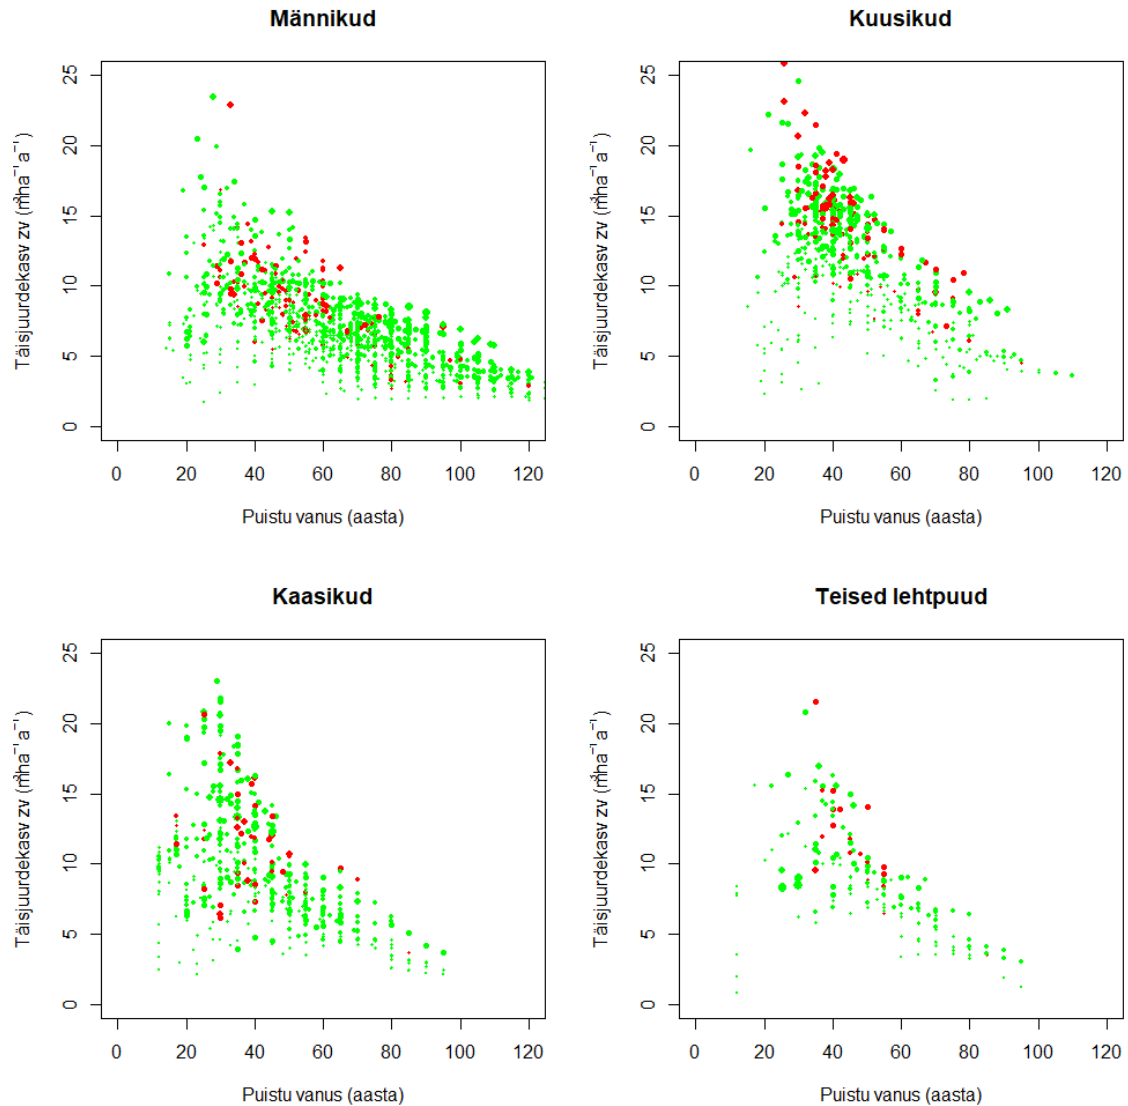 Männikud
Täisjuurdekasv zv (m³ha⁻¹a⁻¹)
0 5 10 15 20 25
0 20 40 60 80 100 120
Puistu vanus (aasta)
Kuusikud
Täisjuurdekasv zv (m³ha⁻¹a⁻¹)
0 5 10 15 20 25
0 20 40 60 80 100 120
Puistu vanus (aasta)
Kaasikud
Täisjuurdekasv zv (m³ha⁻¹a⁻¹)
0 5 10 15 20 25
0 20 40 60 80 100 120
Puistu vanus (aasta)
Teised lehtpuud
Täisjuurdekasv zv (m³ha⁻¹a⁻¹)
0 5 10 15 20 25
0 20 40 60 80 100 120
Puistu vanus (aasta)